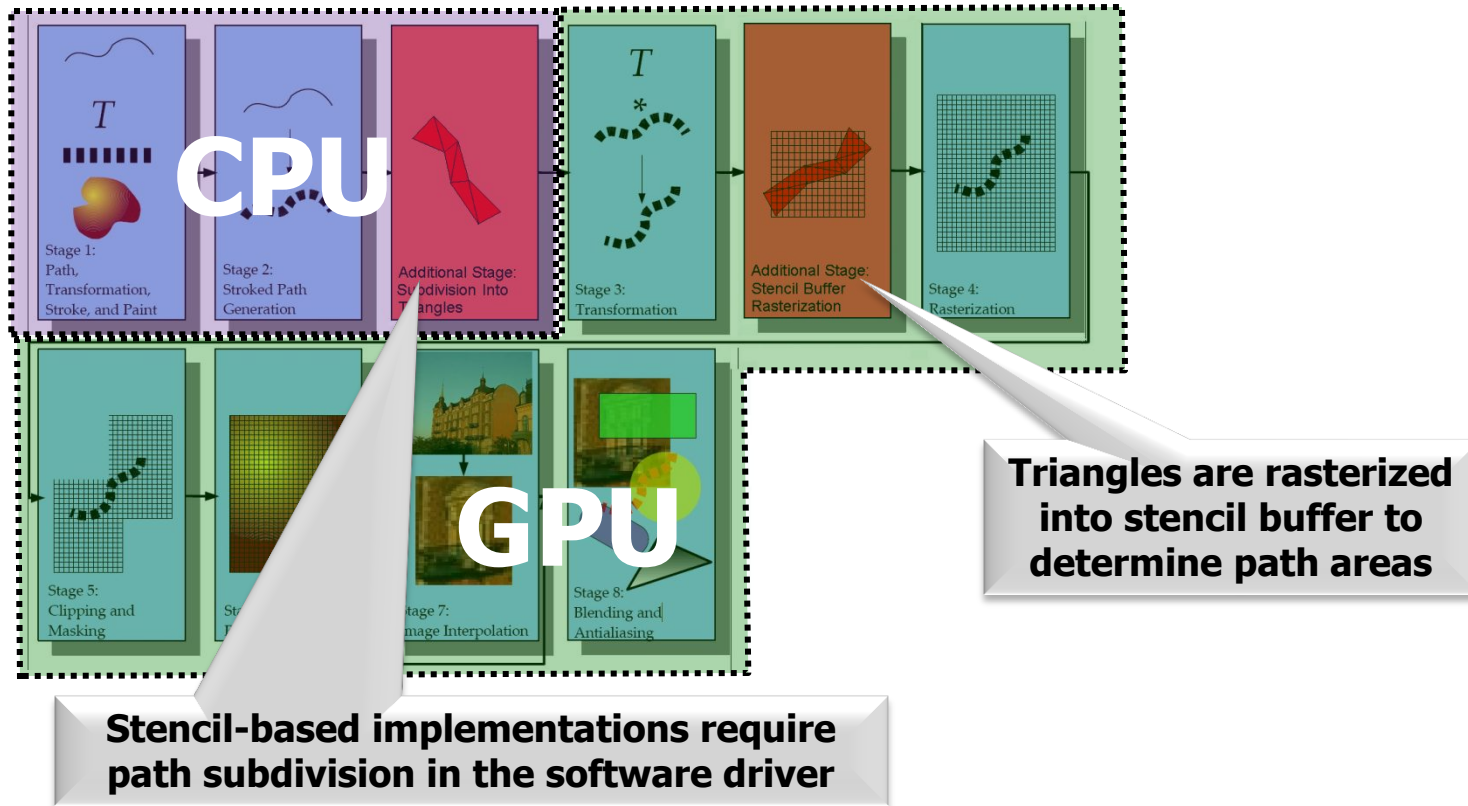 T
Stage 1:
Path,
Transformation,
Stroke, and Paint
CPU
Stage 2:
Stroked Path
Generation
Additional Stage:
Subdivision Into
Triangles
T
*
Stage 3:
Transformation
Additional Stage:
Stencil Buffer
Rasterization
Stage 4:
Rasterization
Stage 5:
Clipping and
Masking
Stage 7:
Image Interpolation
GPU
Stage 8:
Blending and
Antialiasing
Triangles are rasterized
into stencil buffer to
determine path areas
Stencil-based implementations require
path subdivision in the software driver